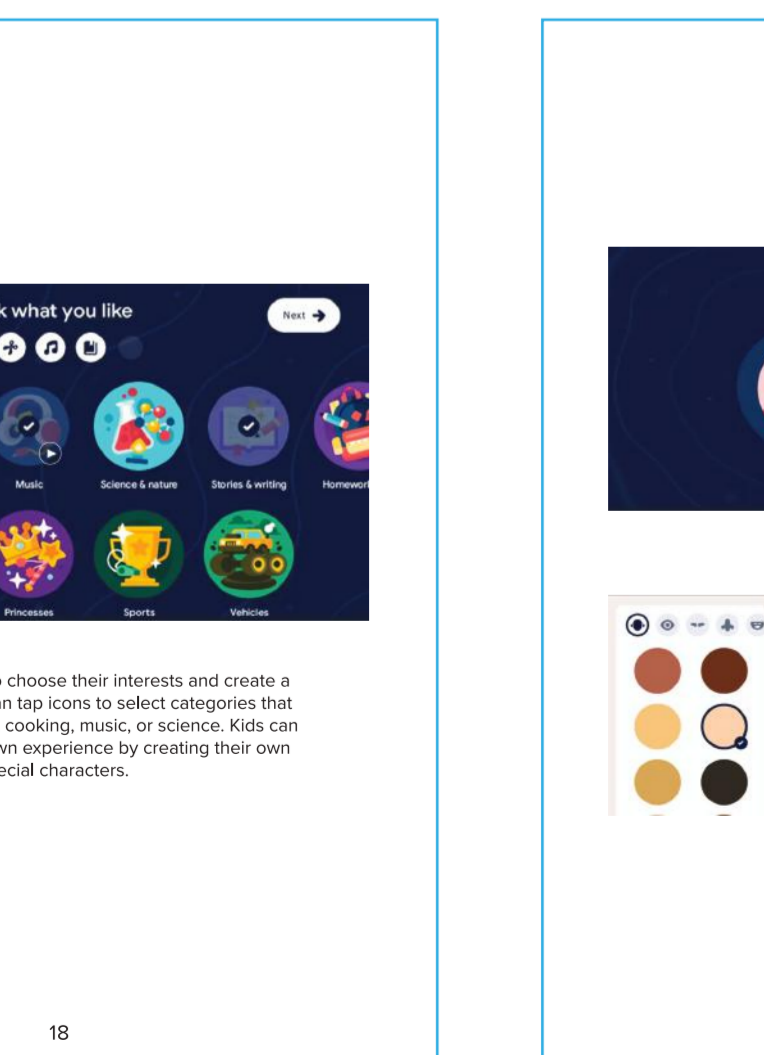 k what you like
Next
Music
Science & nature
Stories & writing
Homewor
Princesses
Sports
Vehicles
o choose their interests and create a
an tap icons to select categories that
cooking, music, or science. Kids can
wn experience by creating their own
ecial characters.
18